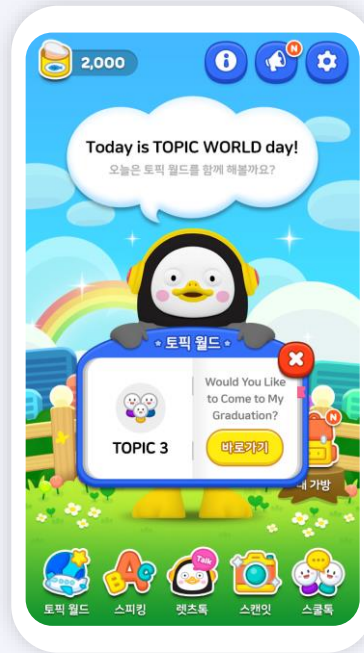 2,000
N
Today is TOPIC WORLD day!
오늘은 토픽 월드를 함께 해볼까요?
토픽 월드
Would You Like
to Come to My
Graduation?
TOPIC 3
바로가기
N
가방
Talk
토픽 월드
스피킹
렛츠톡
스캔잇
스쿨톡